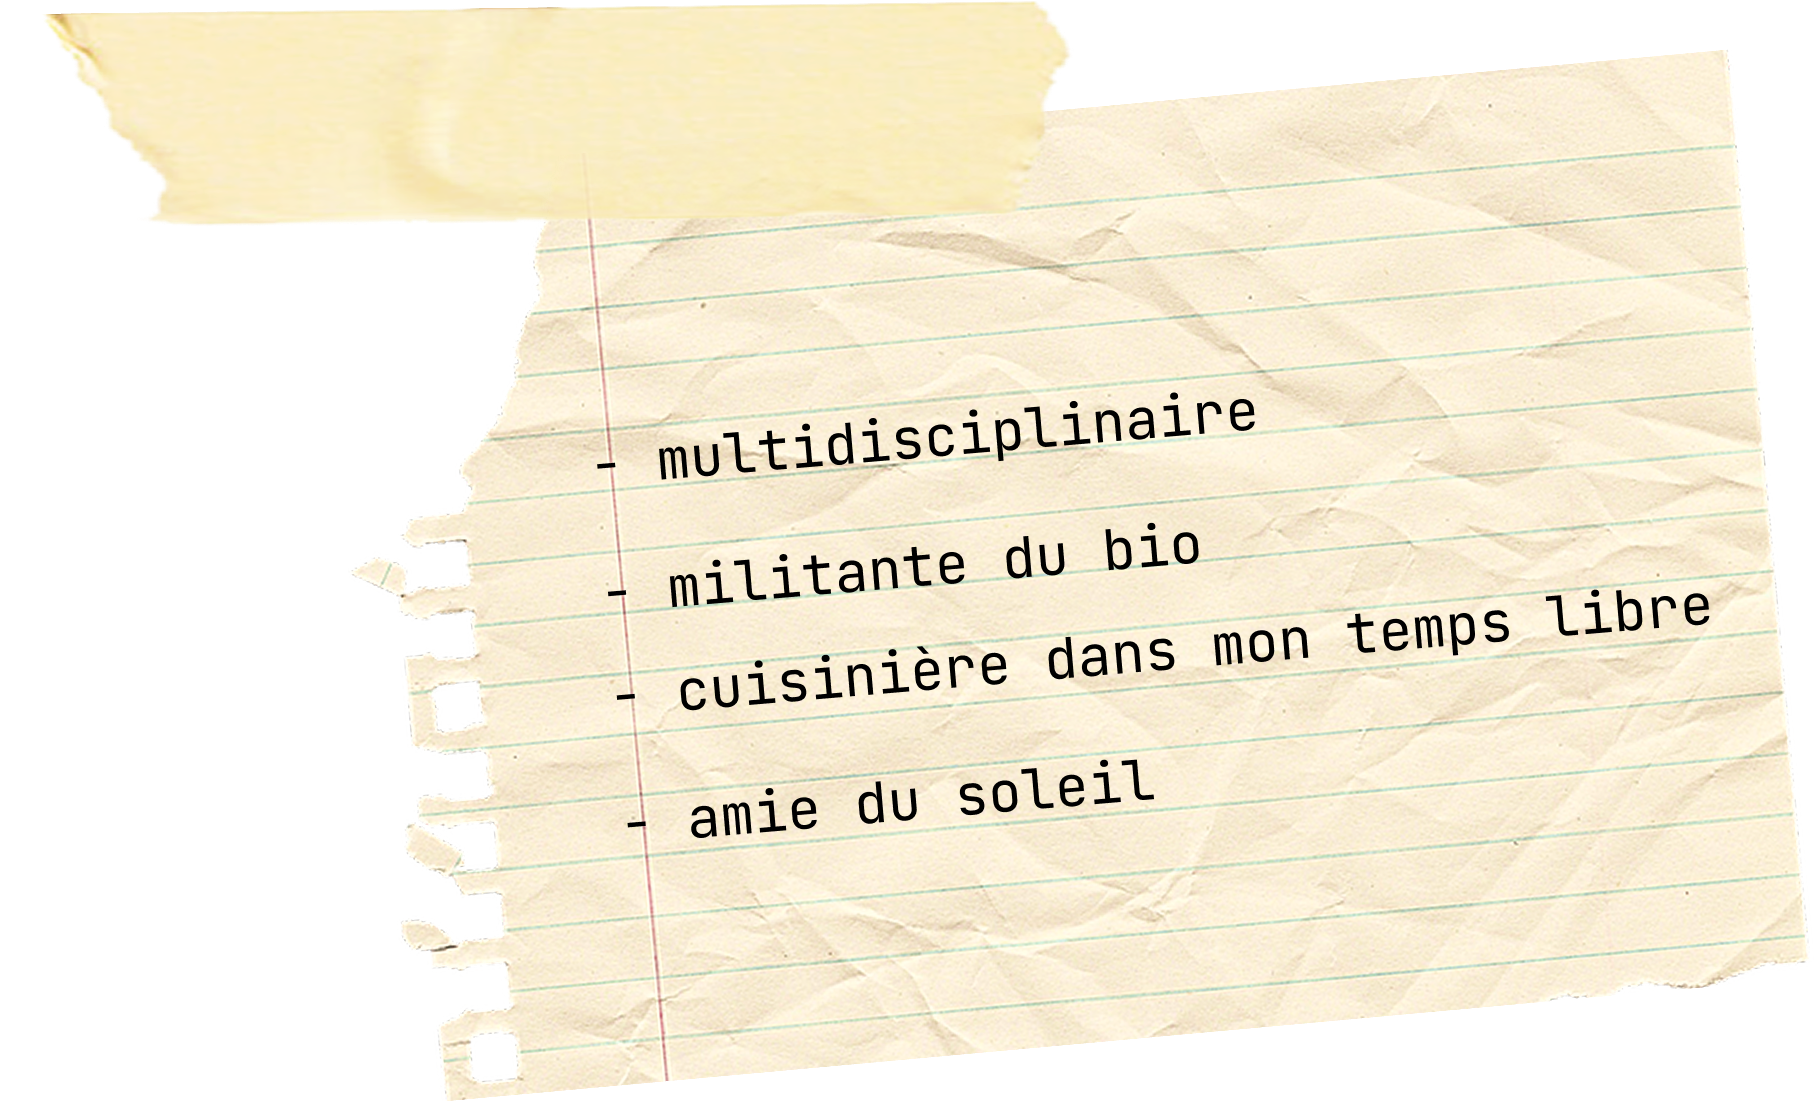 - multidisciplinaire
- militante du bio
- cuisinière dans mon temps libre
- amie du soleil